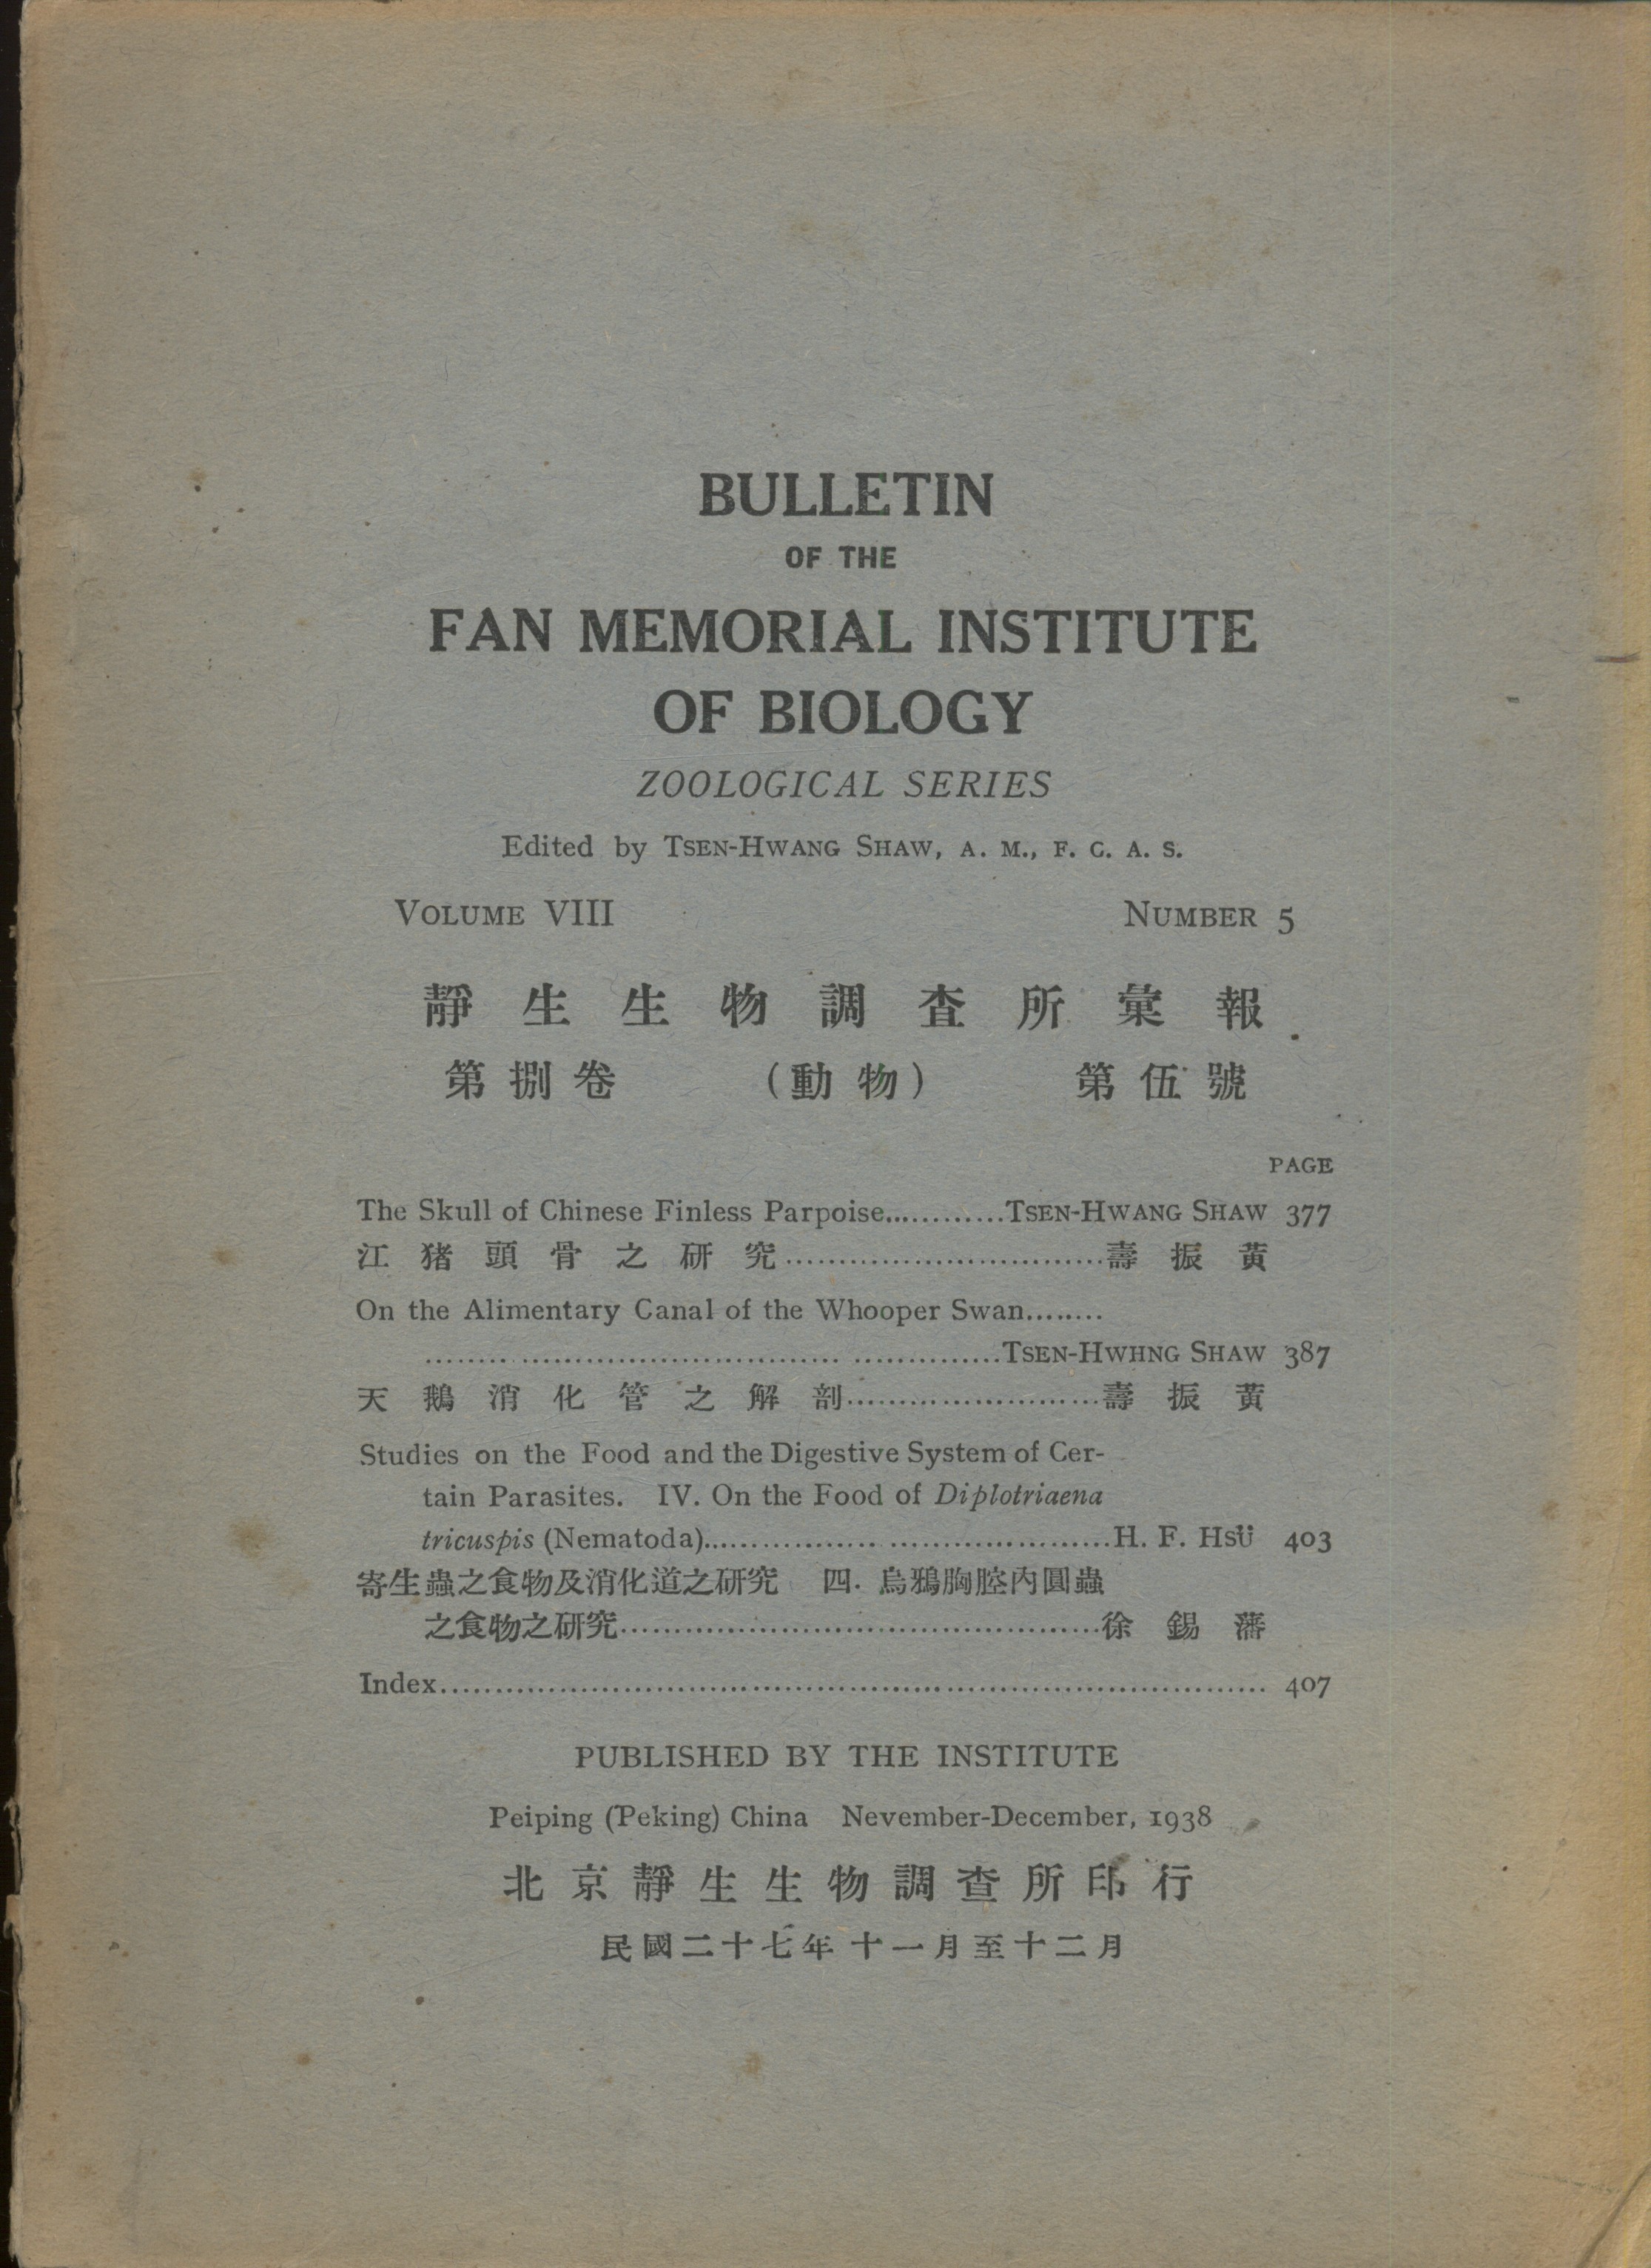 BULLETIN
OF THE
FAN MEMORIAL INSTITUTE
OF BIOLOGY
ZOOLOGICAL SERIES
Edited by TSEN-HWANG SHAW, A. M., F. G. A. S.
VOLUME VIII NUMBER 5
靜生生物調查所彙報
第捌卷 (動物) 第伍號
PAGE
The Skull of Chinese Finless Parpoise............TSEN-HWANG SHAW 377
江猪頭骨之研究..............................壽振黃
On the Alimentary Canal of the Whooper Swan........
..................................................TSEN-HWHNG SHAW 387
天鵝消化管之解剖........................壽振黃
Studies on the Food and the Digestive System of Cer-
tain Parasites. IV. On the Food of Diplotriaena
tricuspis (Nematoda)......................................H. F. HSÜ 403
寄生蟲之食物及消化道之研究 四. 烏鴉胸腔內圓蟲
之食物之研究.............................................徐錫藩
Index............................................................................ 407
PUBLISHED BY THE INSTITUTE
Peiping (Peking) China Nevember-December, 1938
北京靜生生物調查所印行
民國二十七年十一月至十二月